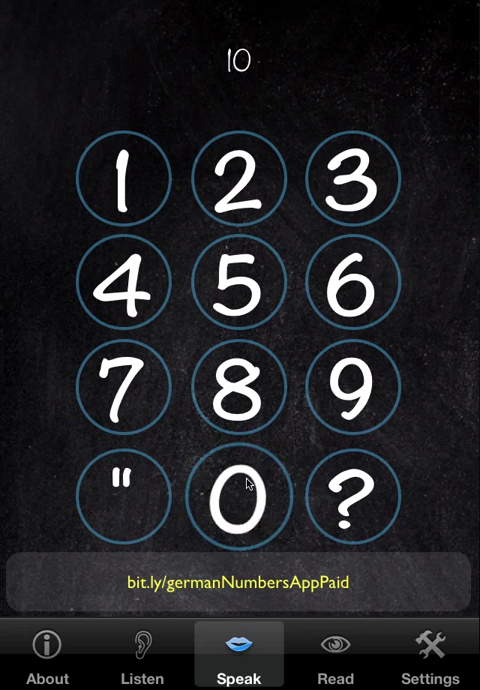 10
1 2 3
4 5 6
7 8 9
" 0 ?
bit.ly/germanNumbersAppPaid
About Listen Speak Read Settings